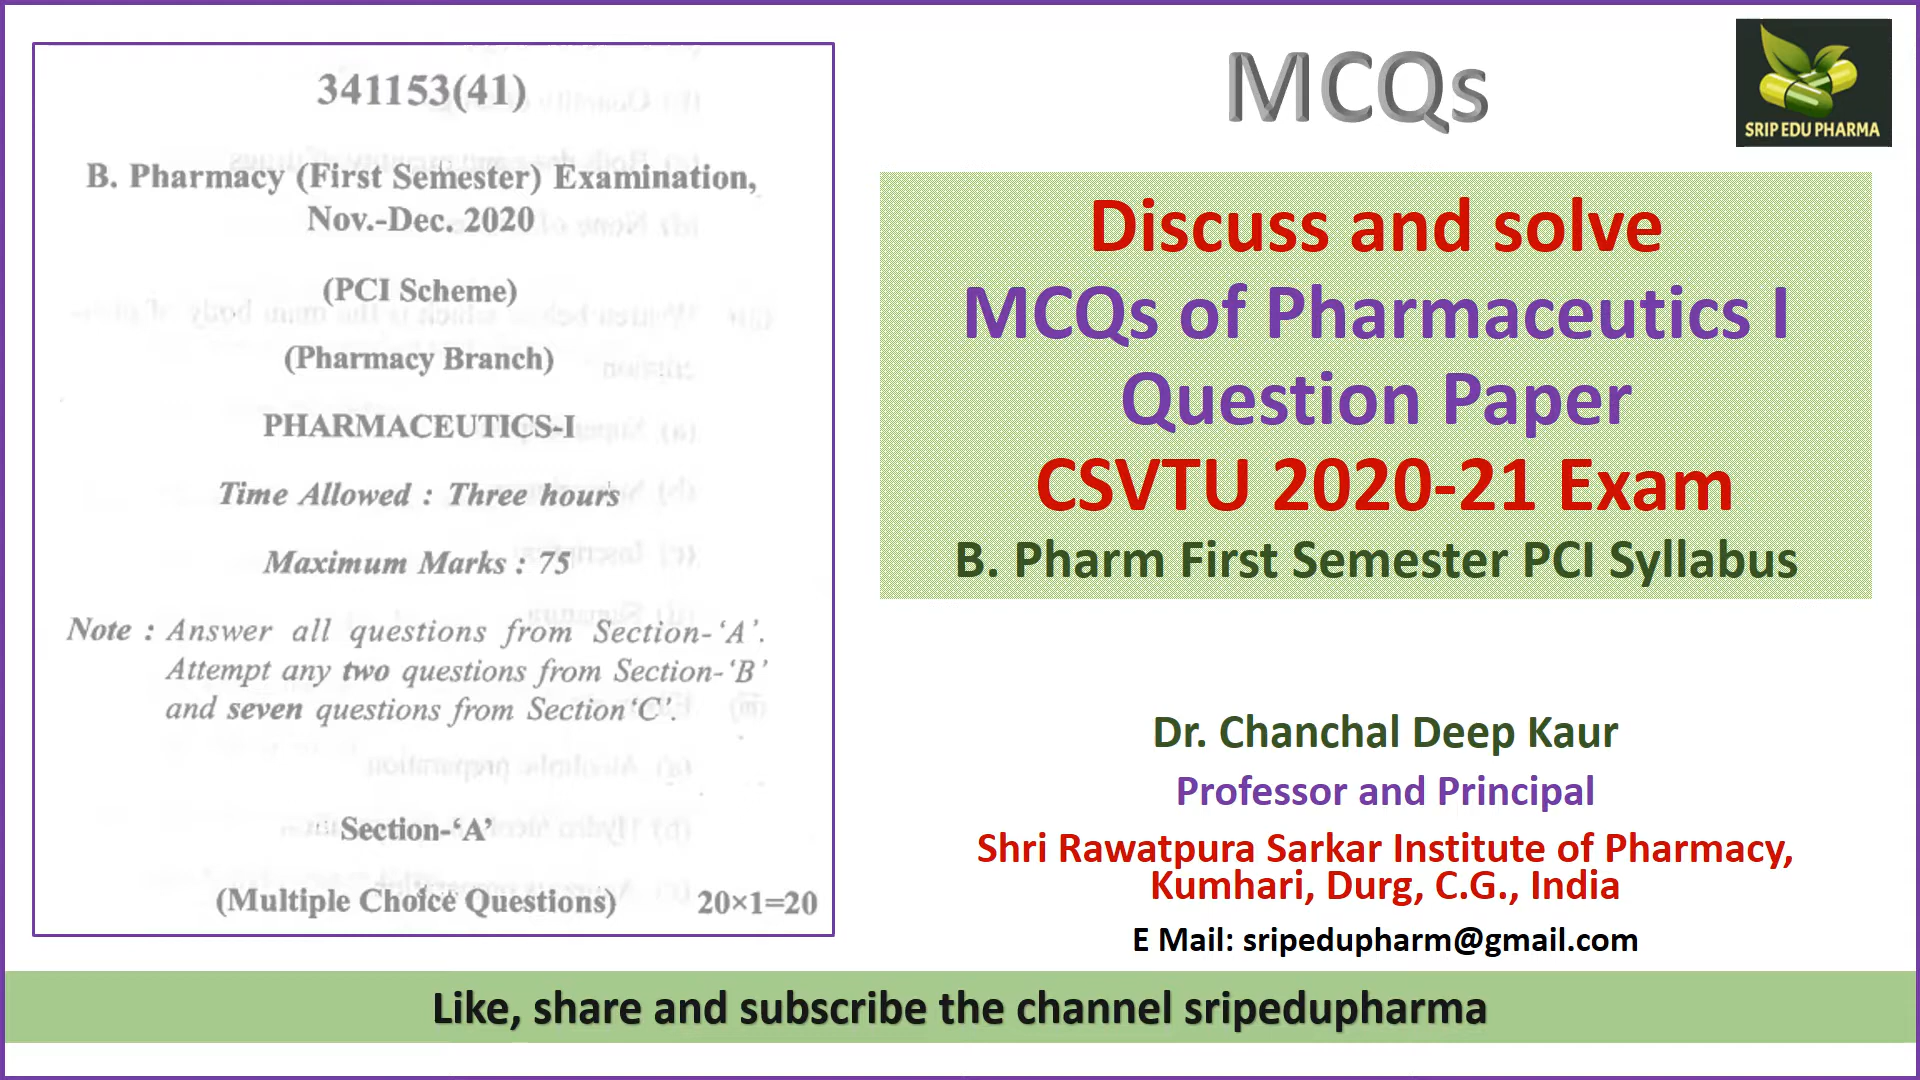 341153(41)
B. Pharmacy (First Semester) Examination,
Nov.-Dec. 2020
(PCI Scheme)
(Pharmacy Branch)
PHARMACEUTICS-I
Time Allowed : Three hours
Maximum Marks : 75
Note : Answer all questions from Section-‘A’.
Attempt any two questions from Section-‘B’
and seven questions from Section‘C’.
Section-‘A’
(Multiple Choice Questions) 20×1=20
MCQs
SRIP EDU PHARMA
Discuss and solve
MCQs of Pharmaceutics I
Question Paper
CSVTU 2020-21 Exam
B. Pharm First Semester PCI Syllabus
Dr. Chanchal Deep Kaur
Professor and Principal
Shri Rawatpura Sarkar Institute of Pharmacy,
Kumhari, Durg, C.G., India
E Mail: sripedupharm@gmail.com
Like, share and subscribe the channel sripedupharma